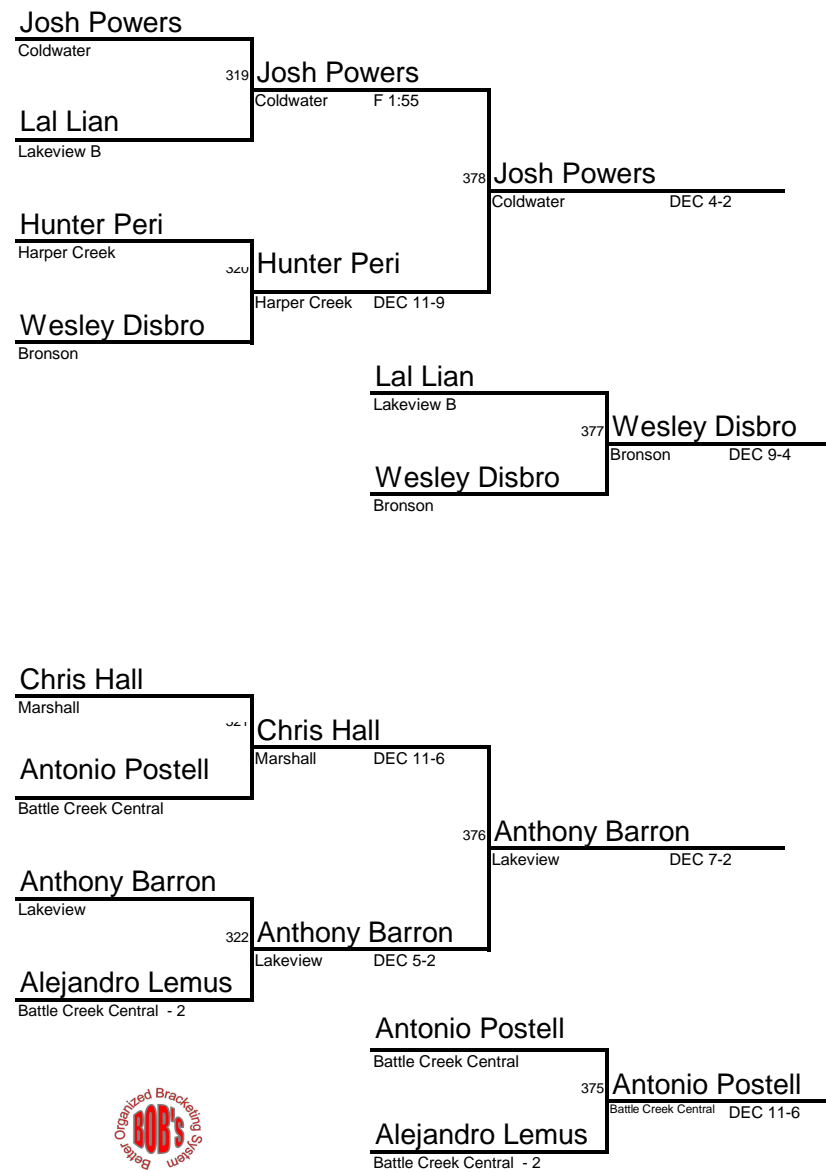 Josh Powers
Coldwater
319 Josh Powers
Coldwater F 1:55
Lal Lian
Lakeview B
378 Josh Powers
Coldwater DEC 4-2
Hunter Peri
Harper Creek
320 Hunter Peri
Harper Creek DEC 11-9
Wesley Disbro
Bronson
Lal Lian
Lakeview B
377 Wesley Disbro
Bronson DEC 9-4
Wesley Disbro
Bronson
Chris Hall
Marshall
321 Chris Hall
Marshall DEC 11-6
Antonio Postell
Battle Creek Central
376 Anthony Barron
Lakeview DEC 7-2
Anthony Barron
Lakeview
322 Anthony Barron
Lakeview DEC 5-2
Alejandro Lemus
Battle Creek Central - 2
Antonio Postell
Battle Creek Central
375 Antonio Postell
Battle Creek Central DEC 11-6
Alejandro Lemus
Battle Creek Central - 2
Better Organized Bracketing System
BOB's